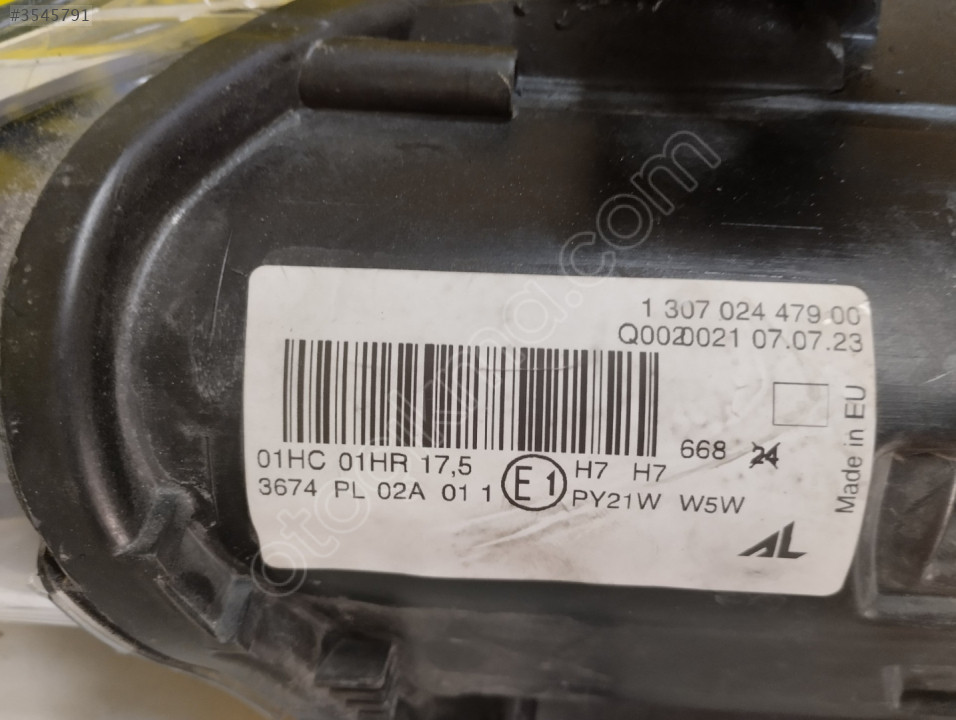 #3545791
1 307 024 479 00
Q0020021 07.07.23
668 24
01HC 01HR 17,5
H7 H7
3674 PL 02A 01 1
E1
PY21W W5W
Made in EU
AL
otocikma.com